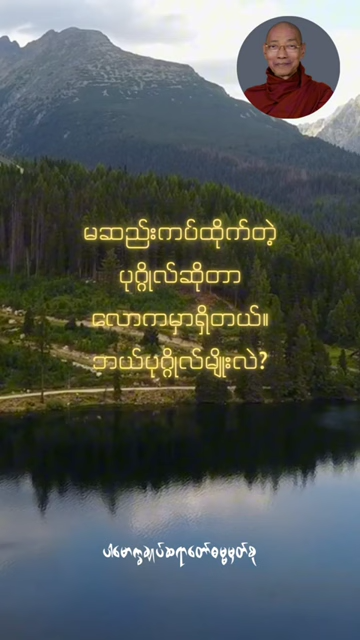 မဆည်းကပ်ထိုက်တဲ့
ပုဂ္ဂိုလ်ဆိုတာ
လောကမှာရှိတယ်။
ဘယ်ပုဂ္ဂိုလ်မျိုးလဲ?
ပါမောက္ခချုပ်ဆရာတော်ဓမ္မမှတ်စု